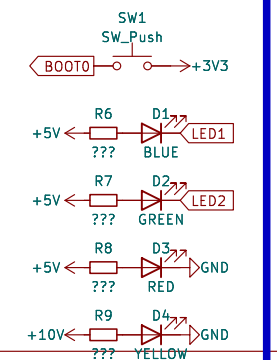 SW1
SW_Push
BOOT0 +3V3
R6 D1
+5V LED1
??? BLUE
R7 D2
+5V LED2
??? GREEN
R8 D3
+5V GND
??? RED
R9 D4
+10V GND
??? YELLOW